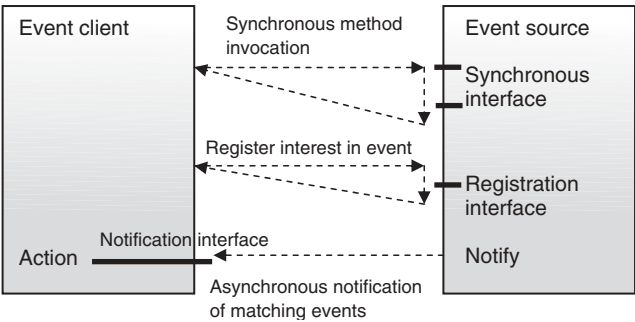 Event client
Synchronous method
invocation
Event source
Synchronous
interface
Register interest in event
Registration
interface
Notification interface
Action
Notify
Asynchronous notification
of matching events